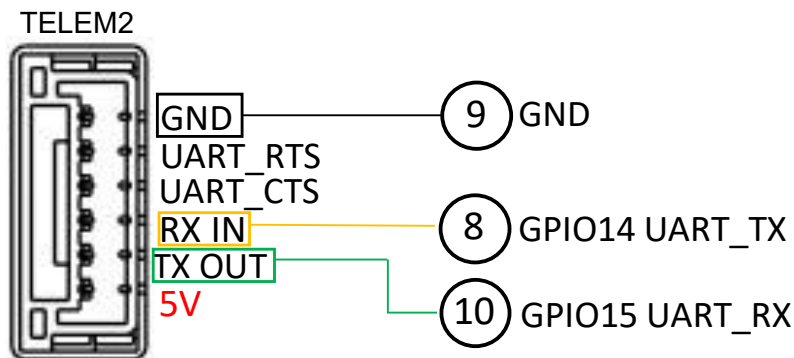 TELEM2
GND 9 GND
UART_RTS
UART_CTS
RX IN 8 GPIO14 UART_TX
TX OUT
5V 10 GPIO15 UART_RX